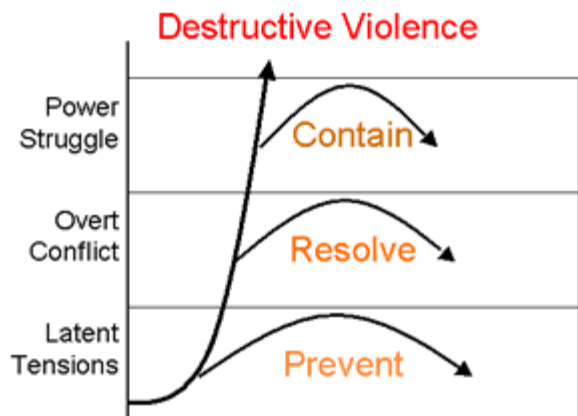 Destructive Violence
Power
Struggle
Contain
Overt
Conflict
Resolve
Latent
Tensions
Prevent